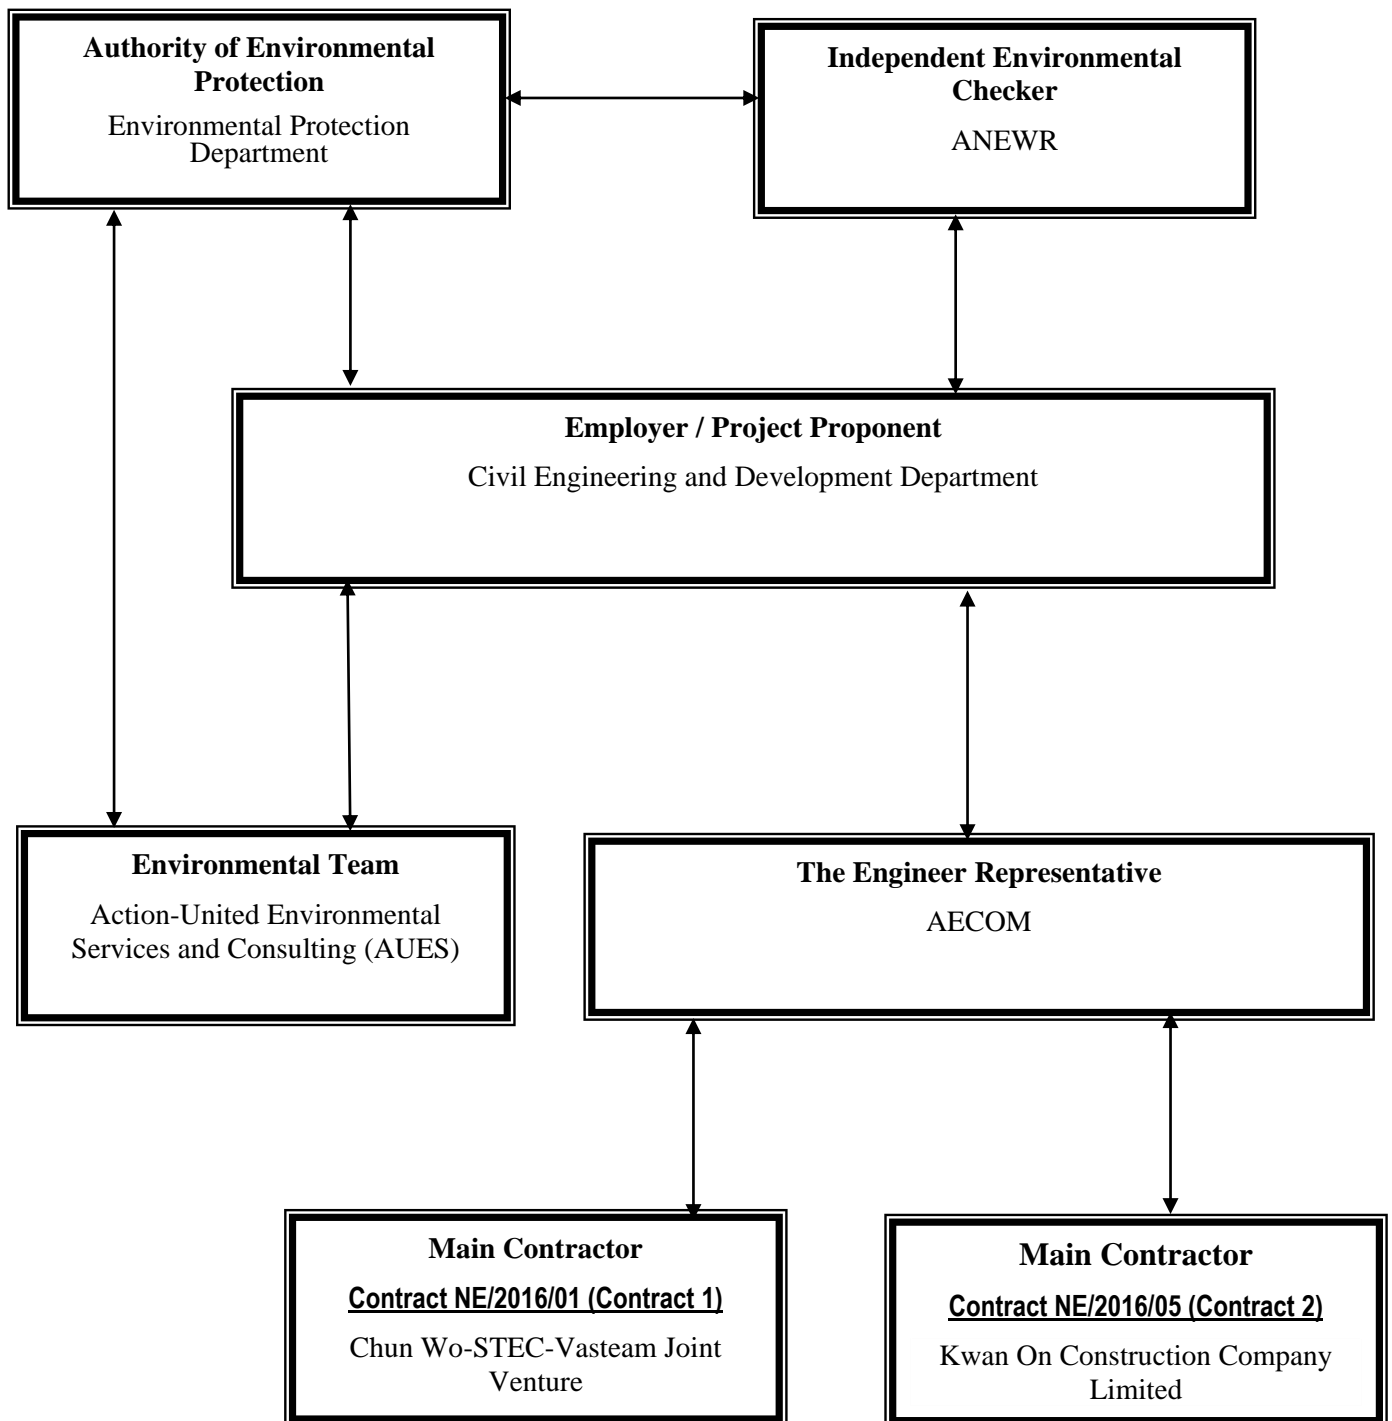 Authority of Environmental
Protection
Environmental Protection
Department
Independent Environmental
Checker
ANEWR
Employer / Project Proponent
Civil Engineering and Development Department
Environmental Team
Action-United Environmental
Services and Consulting (AUES)
The Engineer Representative
AECOM
Main Contractor
Contract NE/2016/01 (Contract 1)
Chun Wo-STEC-Vasteam Joint
Venture
Main Contractor
Contract NE/2016/05 (Contract 2)
Kwan On Construction Company
Limited